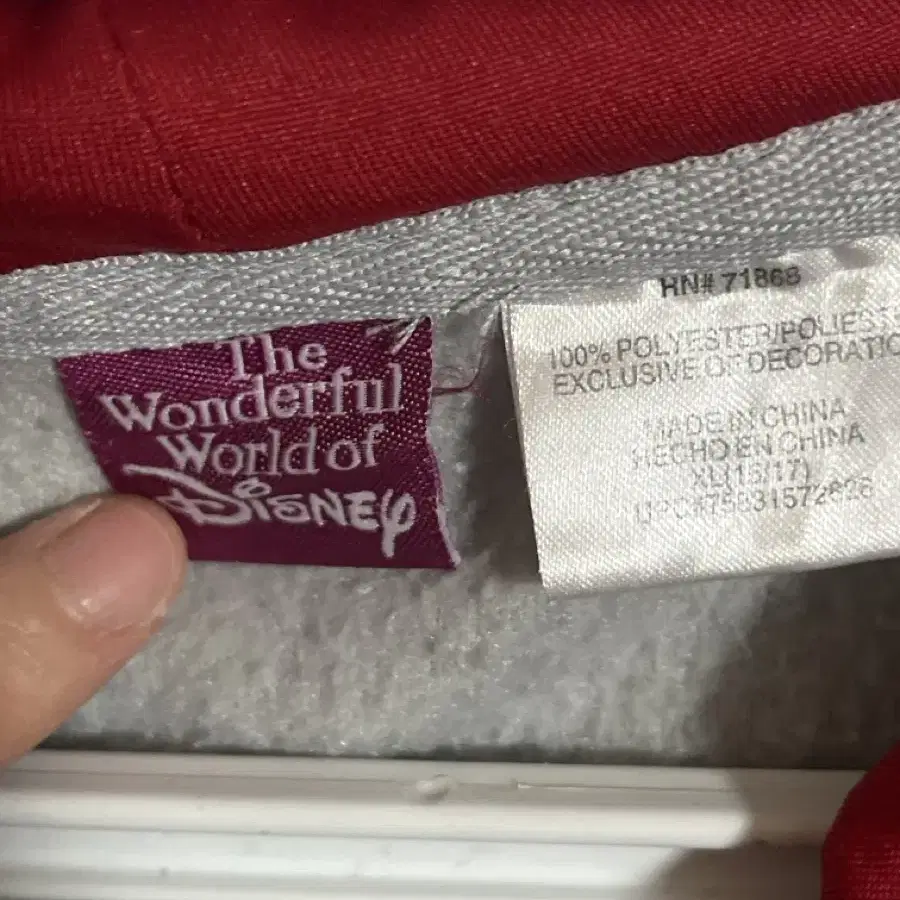 The
Wonderful
World of
Disney
RN# 71868
100% POLYESTER/POLIEST
EXCLUSIVE OF DECORATIO
MADE IN CHINA
HECHO EN CHINA
XL(15/17)